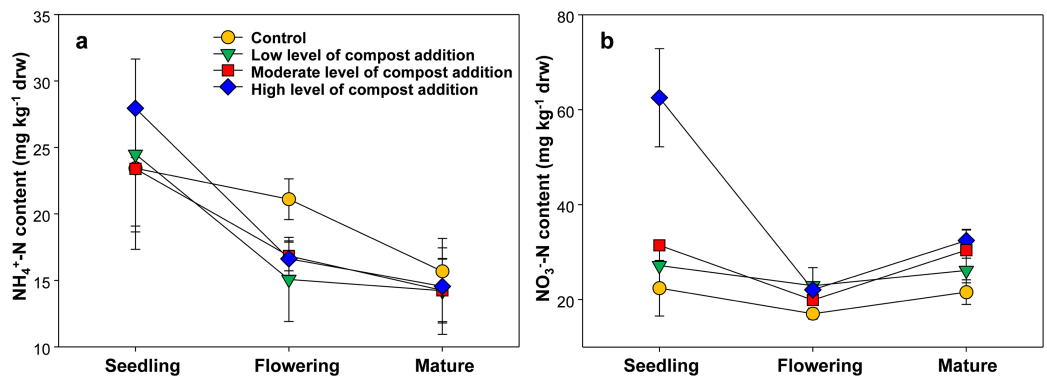 a
Control
Low level of compost addition
Moderate level of compost addition
High level of compost addition
NH₄⁺-N content (mg kg⁻¹ drw)
35
30
25
20
15
10
Seedling Flowering Mature
b
NO₃⁻-N content (mg kg⁻¹ drw)
80
60
40
20
Seedling Flowering Mature